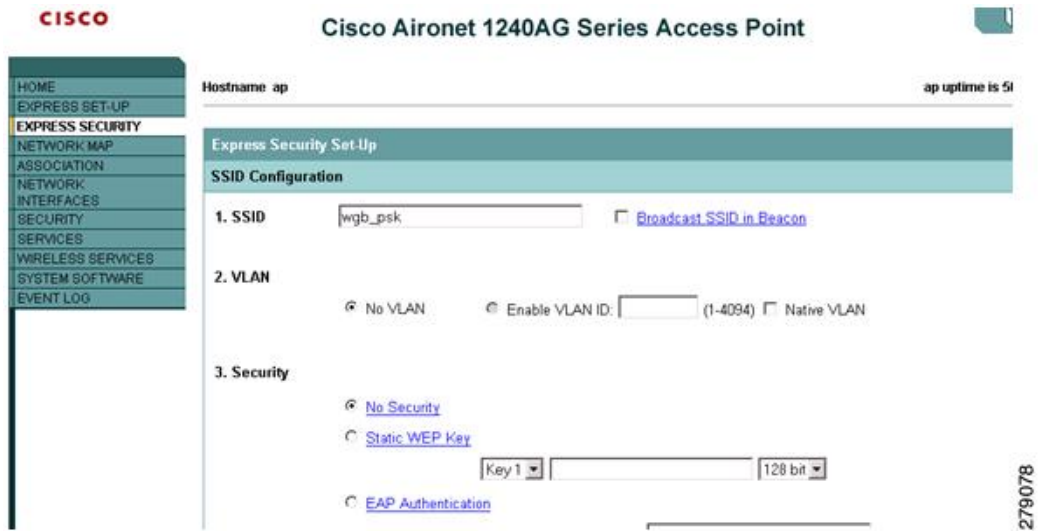 CISCO
Cisco Aironet 1240AG Series Access Point
HOME
EXPRESS SET-UP
EXPRESS SECURITY
NETWORK MAP
ASSOCIATION
NETWORK
INTERFACES
SECURITY
SERVICES
WIRELESS SERVICES
SYSTEM SOFTWARE
EVENT LOG
Hostname ap
ap uptime is
Express Security Set-Up
SSID Configuration
1. SSID wgb_psk Broadcast SSID in Beacon
2. VLAN
No VLAN Enable VLAN ID: (1-4094) Native VLAN
3. Security
No Security
Static WEP Key
Key 1 128 bit
EAP Authentication
279078